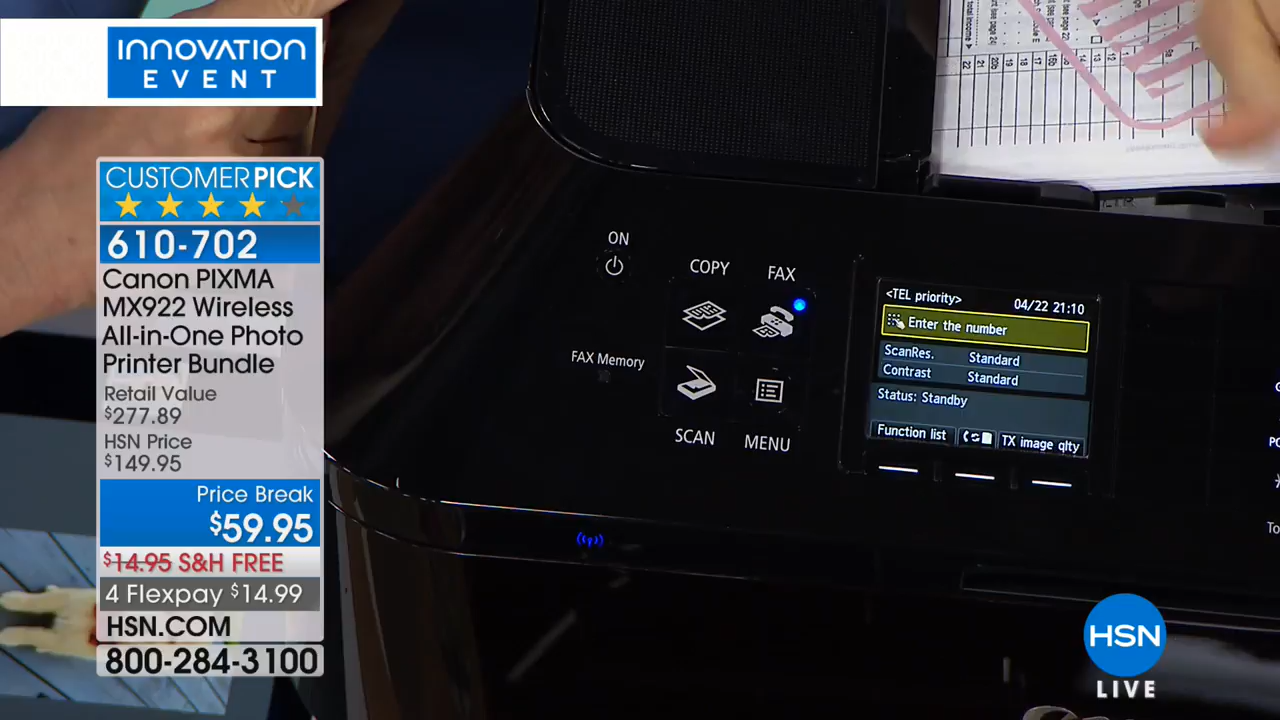 INNOVATION
EVENT
CUSTOMER PICK
610-702
Canon PIXMA
MX922 Wireless
All-in-One Photo
Printer Bundle
Retail Value
$277.89
HSN Price
$149.95
Price Break
$59.95
$14.95 S&H FREE
4 Flexpay $14.99
HSN.COM
800-284-3100
ON
COPY
FAX
FAX Memory
SCAN
MENU
<TEL priority> 04/22 21:10
Enter the number
ScanRes. Standard
Contrast Standard
Status: Standby
Function list TX image qlty
HSN
LIVE